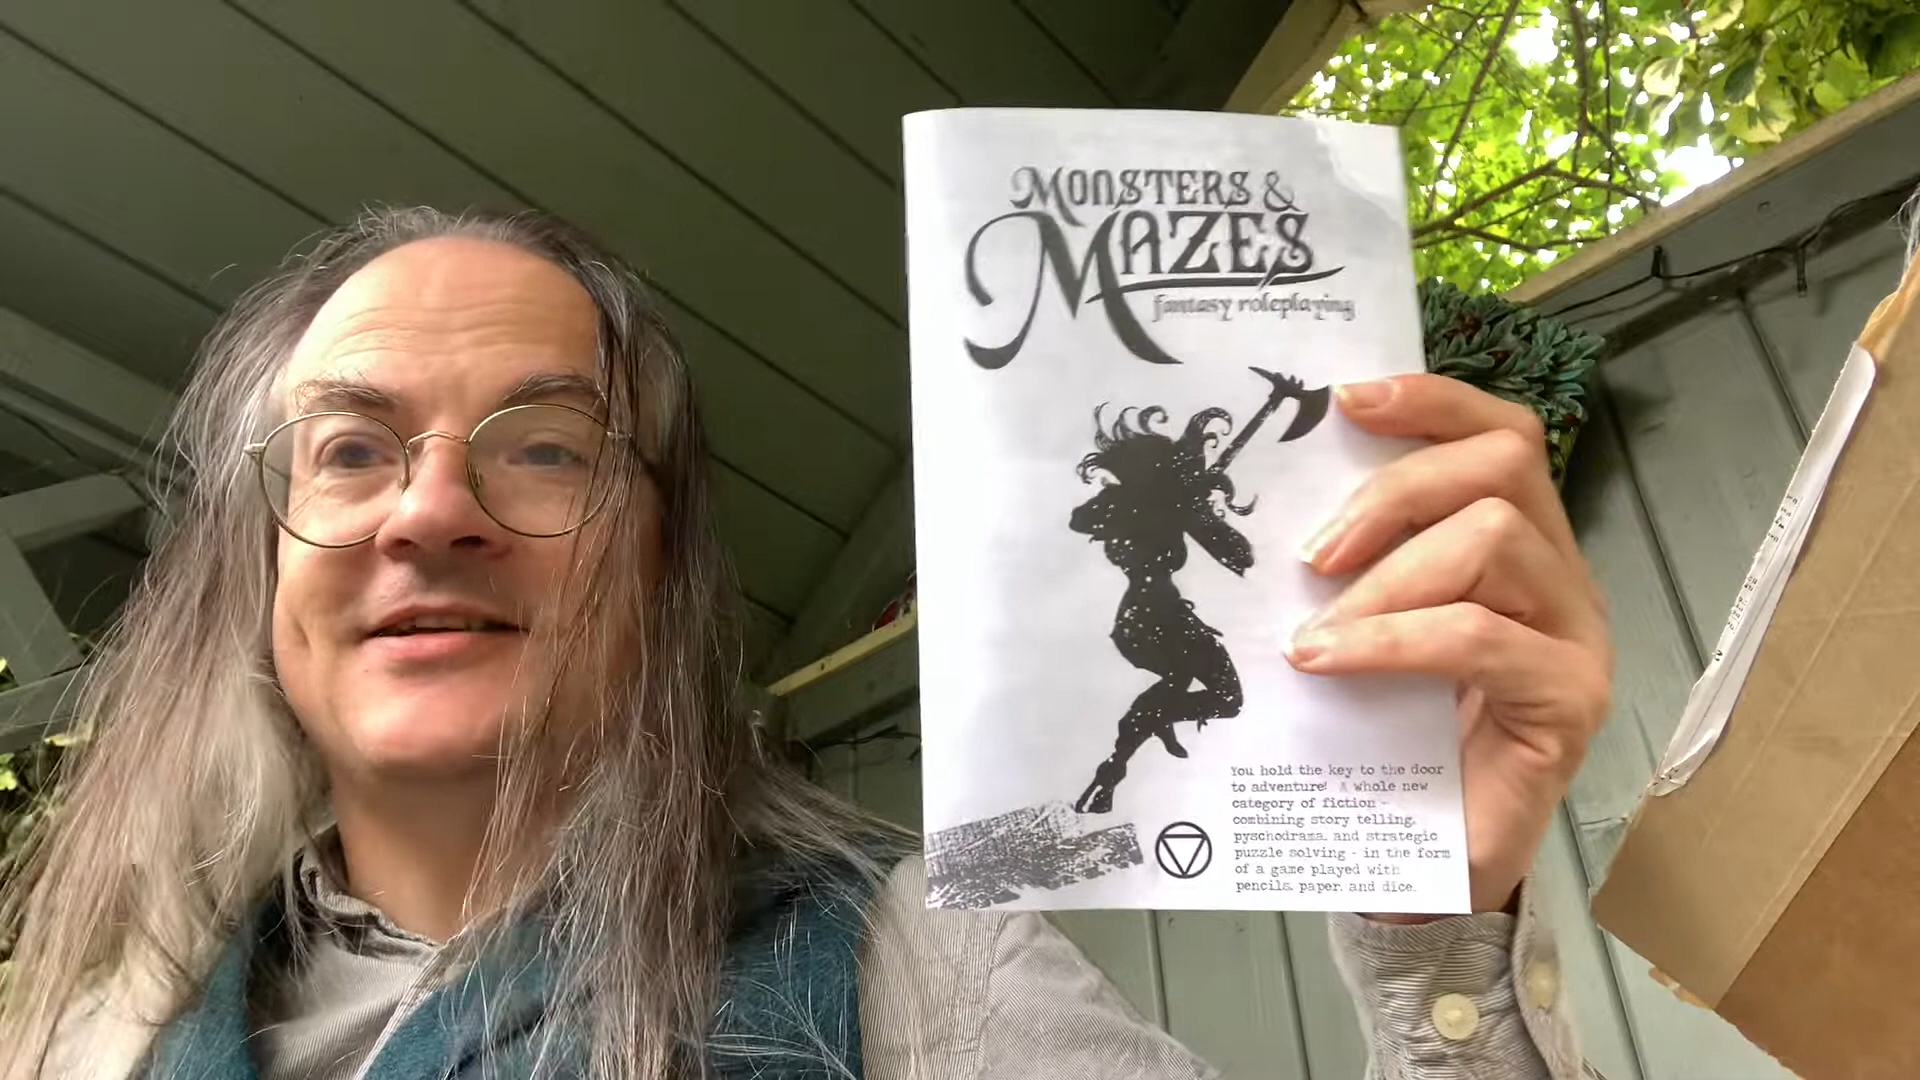 MONSTERS &
MAZES
fantasy roleplaying
You hold the key to the door
to adventure! A whole new
category of fiction -
combining story telling,
pyschodrama, and strategic
puzzle solving - in the form
of a game played with
pencils, paper, and dice.